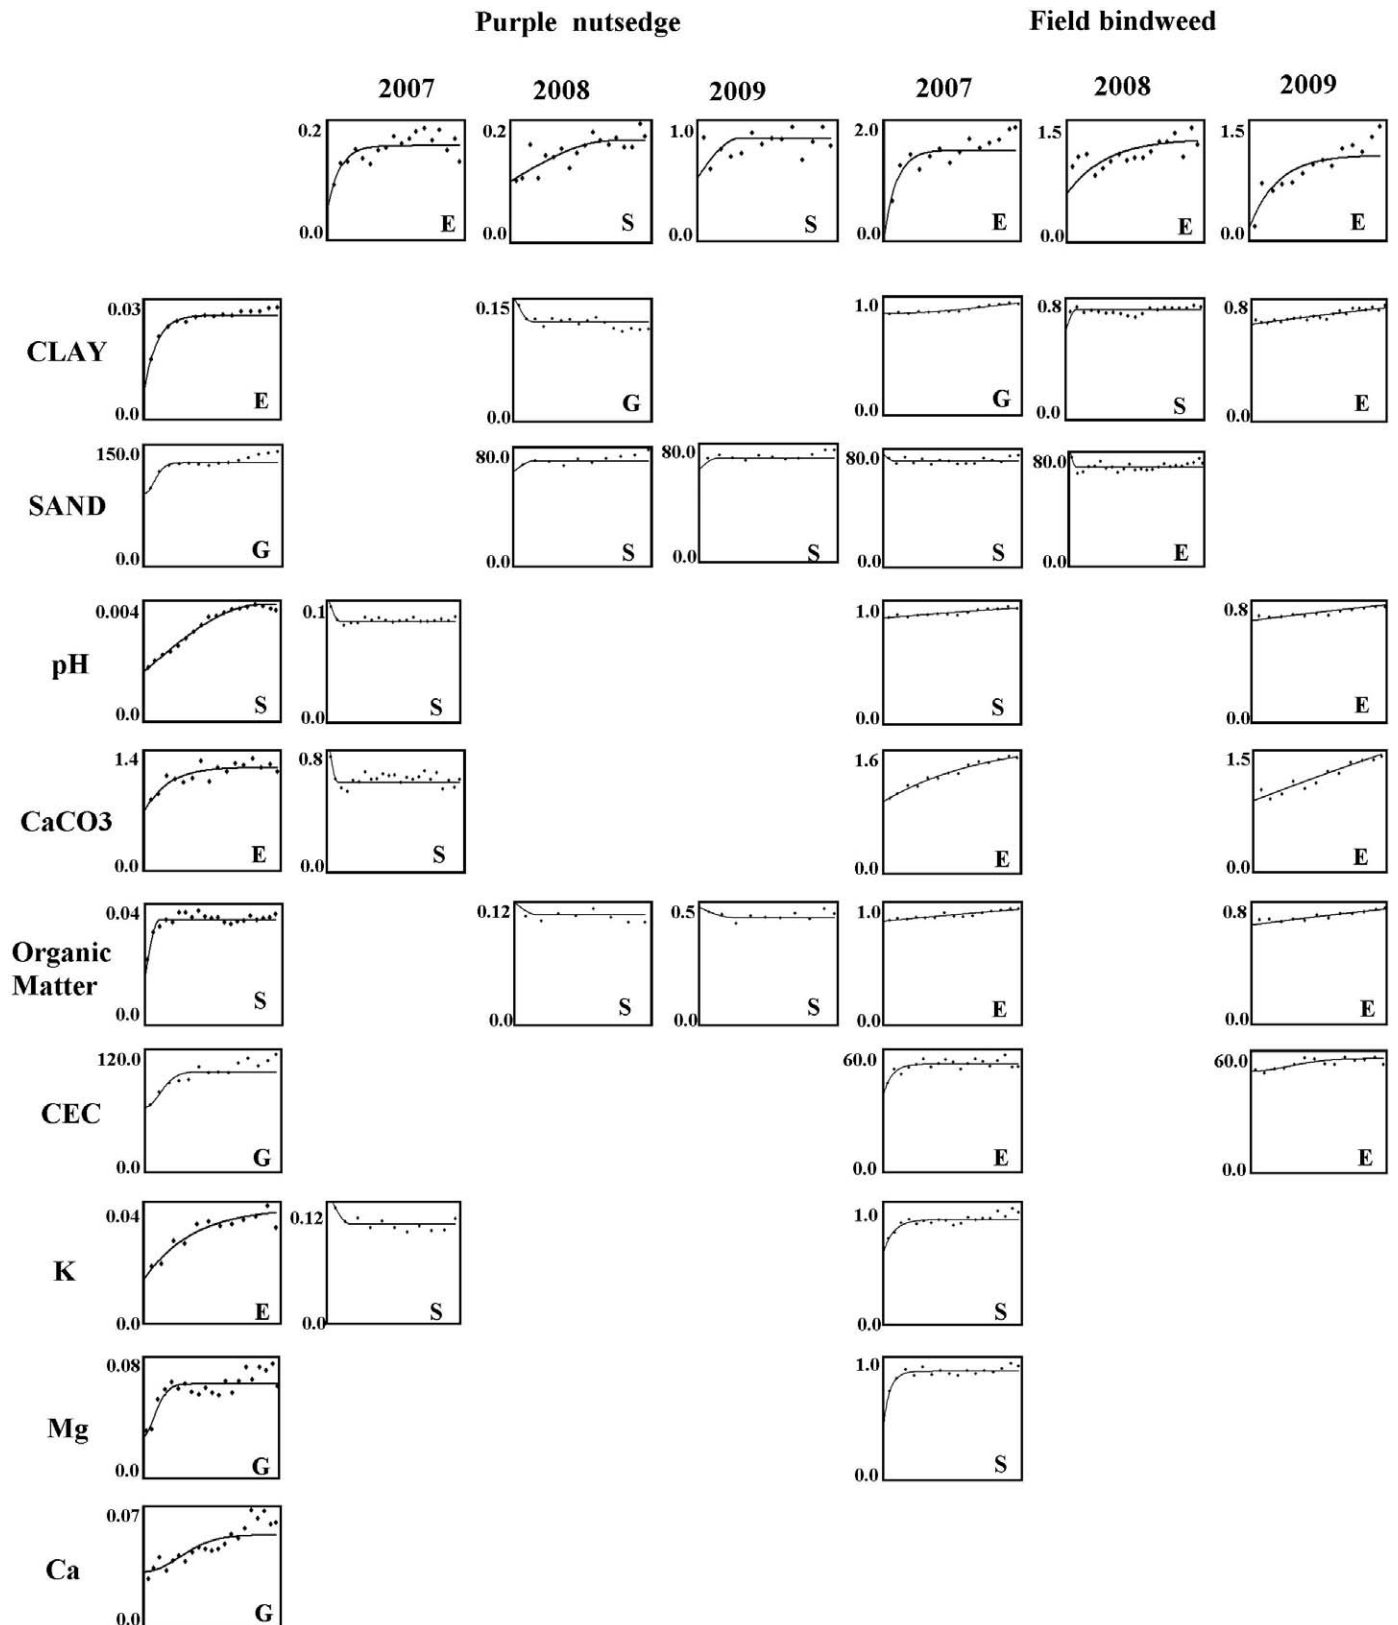 Purple nutsedge Field bindweed
2007 2008 2009 2007 2008 2009
0.2 0.2 1.0 2.0 1.5 1.5
E S S E E E
0.0 0.0 0.0 0.0 0.0 0.0
0.03 0.15 1.0 0.8 0.8
CLAY
E G G S E
0.0 0.0 0.0 0.0 0.0
150.0 80.0 80.0 80.0 80.0
SAND
G S S S E
0.0 0.0 0.0 0.0 0.0
0.004 0.1 1.0 0.8
pH
S S S E
0.0 0.0 0.0 0.0
1.4 0.8 1.6 1.5
CaCO3
E S E E
0.0 0.0 0.0 0.0
0.04 0.12 0.5 1.0 0.8
Organic
Matter
S S S E E
0.0 0.0 0.0 0.0 0.0
120.0 60.0 60.0
CEC
G E E
0.0 0.0 0.0
0.04 0.12 1.0
K
E S S
0.0 0.0 0.0
0.08 1.0
Mg
G S
0.0 0.0
0.07
Ca
G
0.0